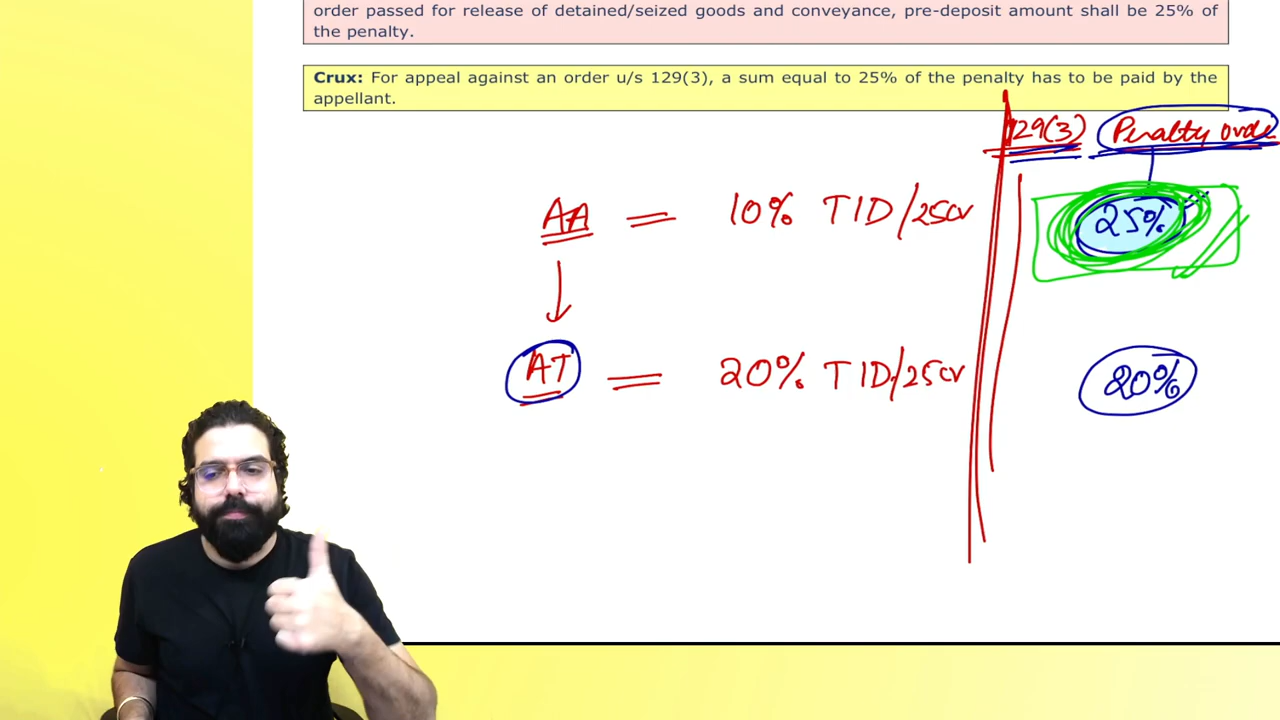 order passed for release of detained/seized goods and conveyance, pre-deposit amount shall be 25% of
the penalty.
Crux: For appeal against an order u/s 129(3), a sum equal to 25% of the penalty has to be paid by the
appellant.
129(3) Penalty orde
AA = 10% TID/25cr 25%
AT = 20% TID/25cr 20%